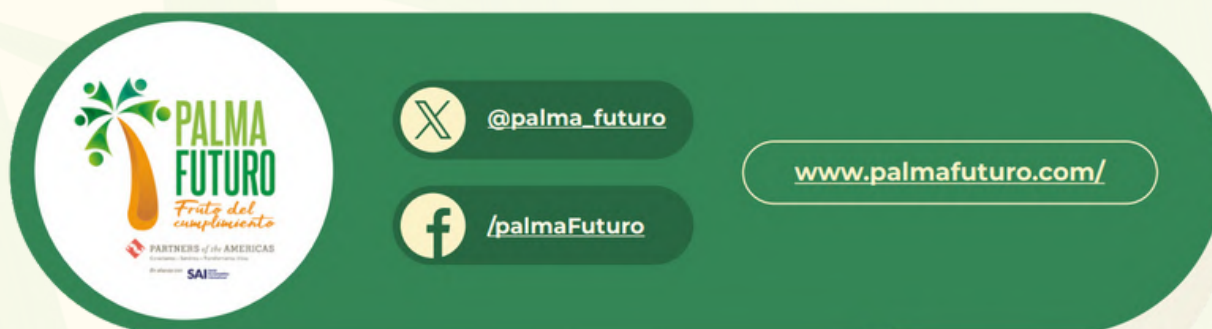 PALMA
FUTURO
Fruto del
cumplimiento
PARTNERS of the AMERICAS
SAI
@palma_futuro
/palmaFuturo
www.palmafuturo.com/